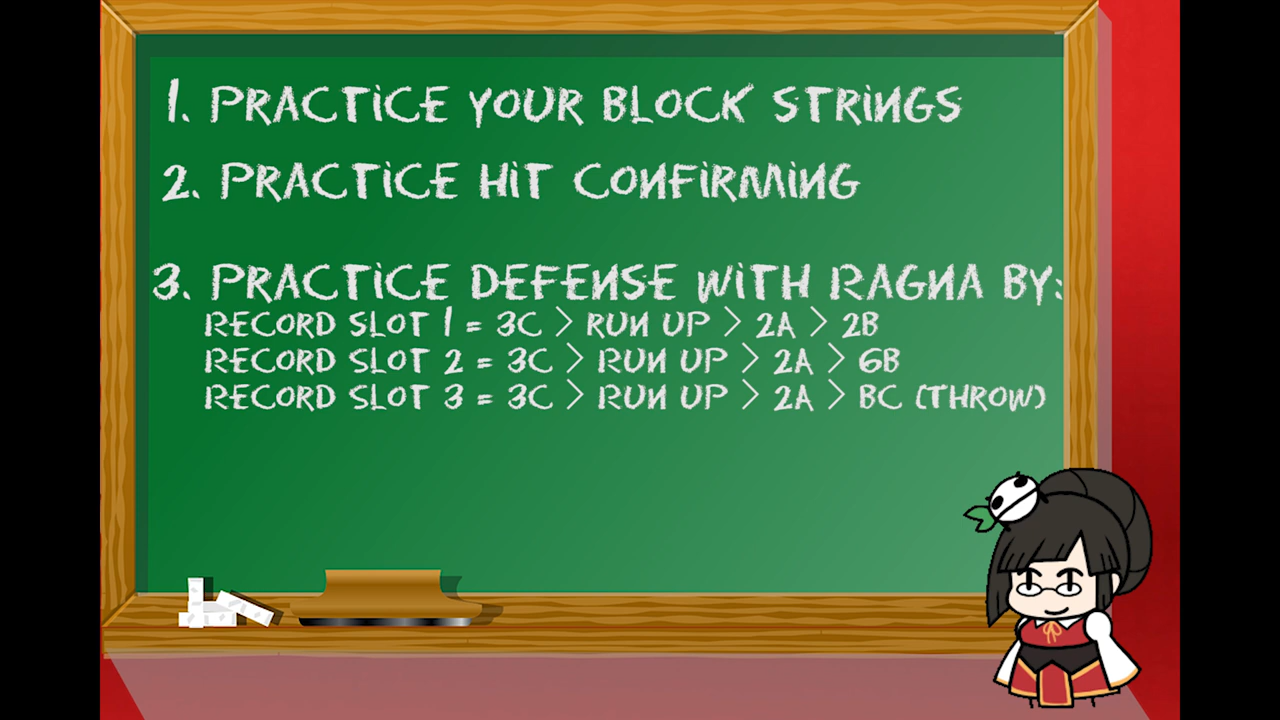 1. PRACTICE YOUR BLOCK STRINGS
2. PRACTICE HIT CONFIRMING
3. PRACTICE DEFENSE WITH RAGNA BY:
RECORD SLOT 1 = 3C > RUN UP > 2A > 2B
RECORD SLOT 2 = 3C > RUN UP > 2A > 6B
RECORD SLOT 3 = 3C > RUN UP > 2A > BC (THROW)